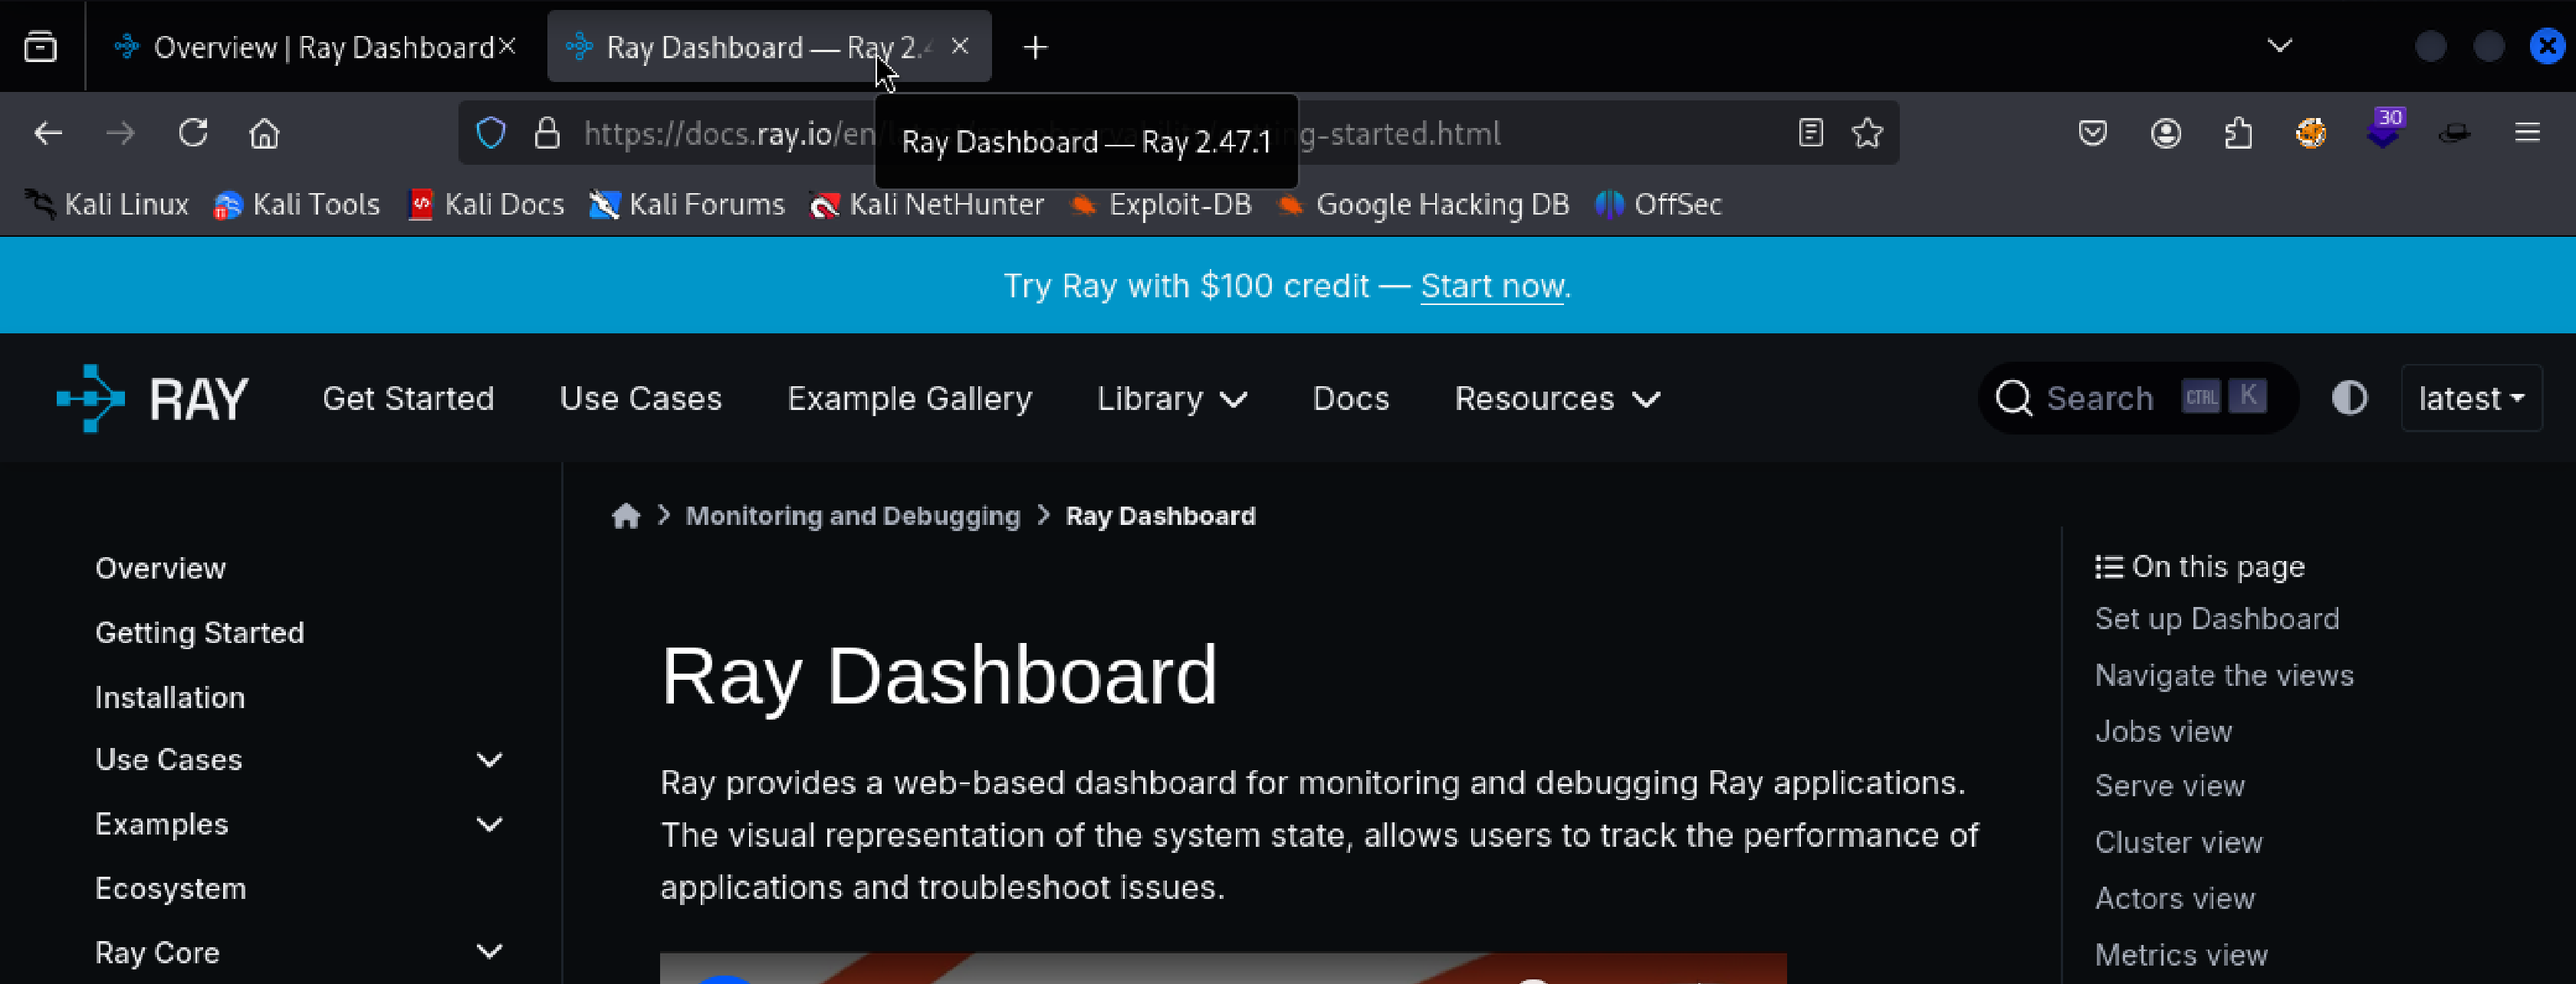 Overview | Ray Dashboard
Ray Dashboard — Ray 2.4
https://docs.ray.io/en/ ng-started.html
Ray Dashboard — Ray 2.47.1
30
Kali Linux
Kali Tools
Kali Docs
Kali Forums
Kali NetHunter
Exploit-DB
Google Hacking DB
OffSec
Try Ray with $100 credit — Start now.
RAY
Get Started
Use Cases
Example Gallery
Library
Docs
Resources
Search
CTRL
K
latest
Monitoring and Debugging
Ray Dashboard
Overview
Getting Started
Installation
Use Cases
Examples
Ecosystem
Ray Core
Ray Dashboard
Ray provides a web-based dashboard for monitoring and debugging Ray applications.
The visual representation of the system state, allows users to track the performance of
applications and troubleshoot issues.
On this page
Set up Dashboard
Navigate the views
Jobs view
Serve view
Cluster view
Actors view
Metrics view